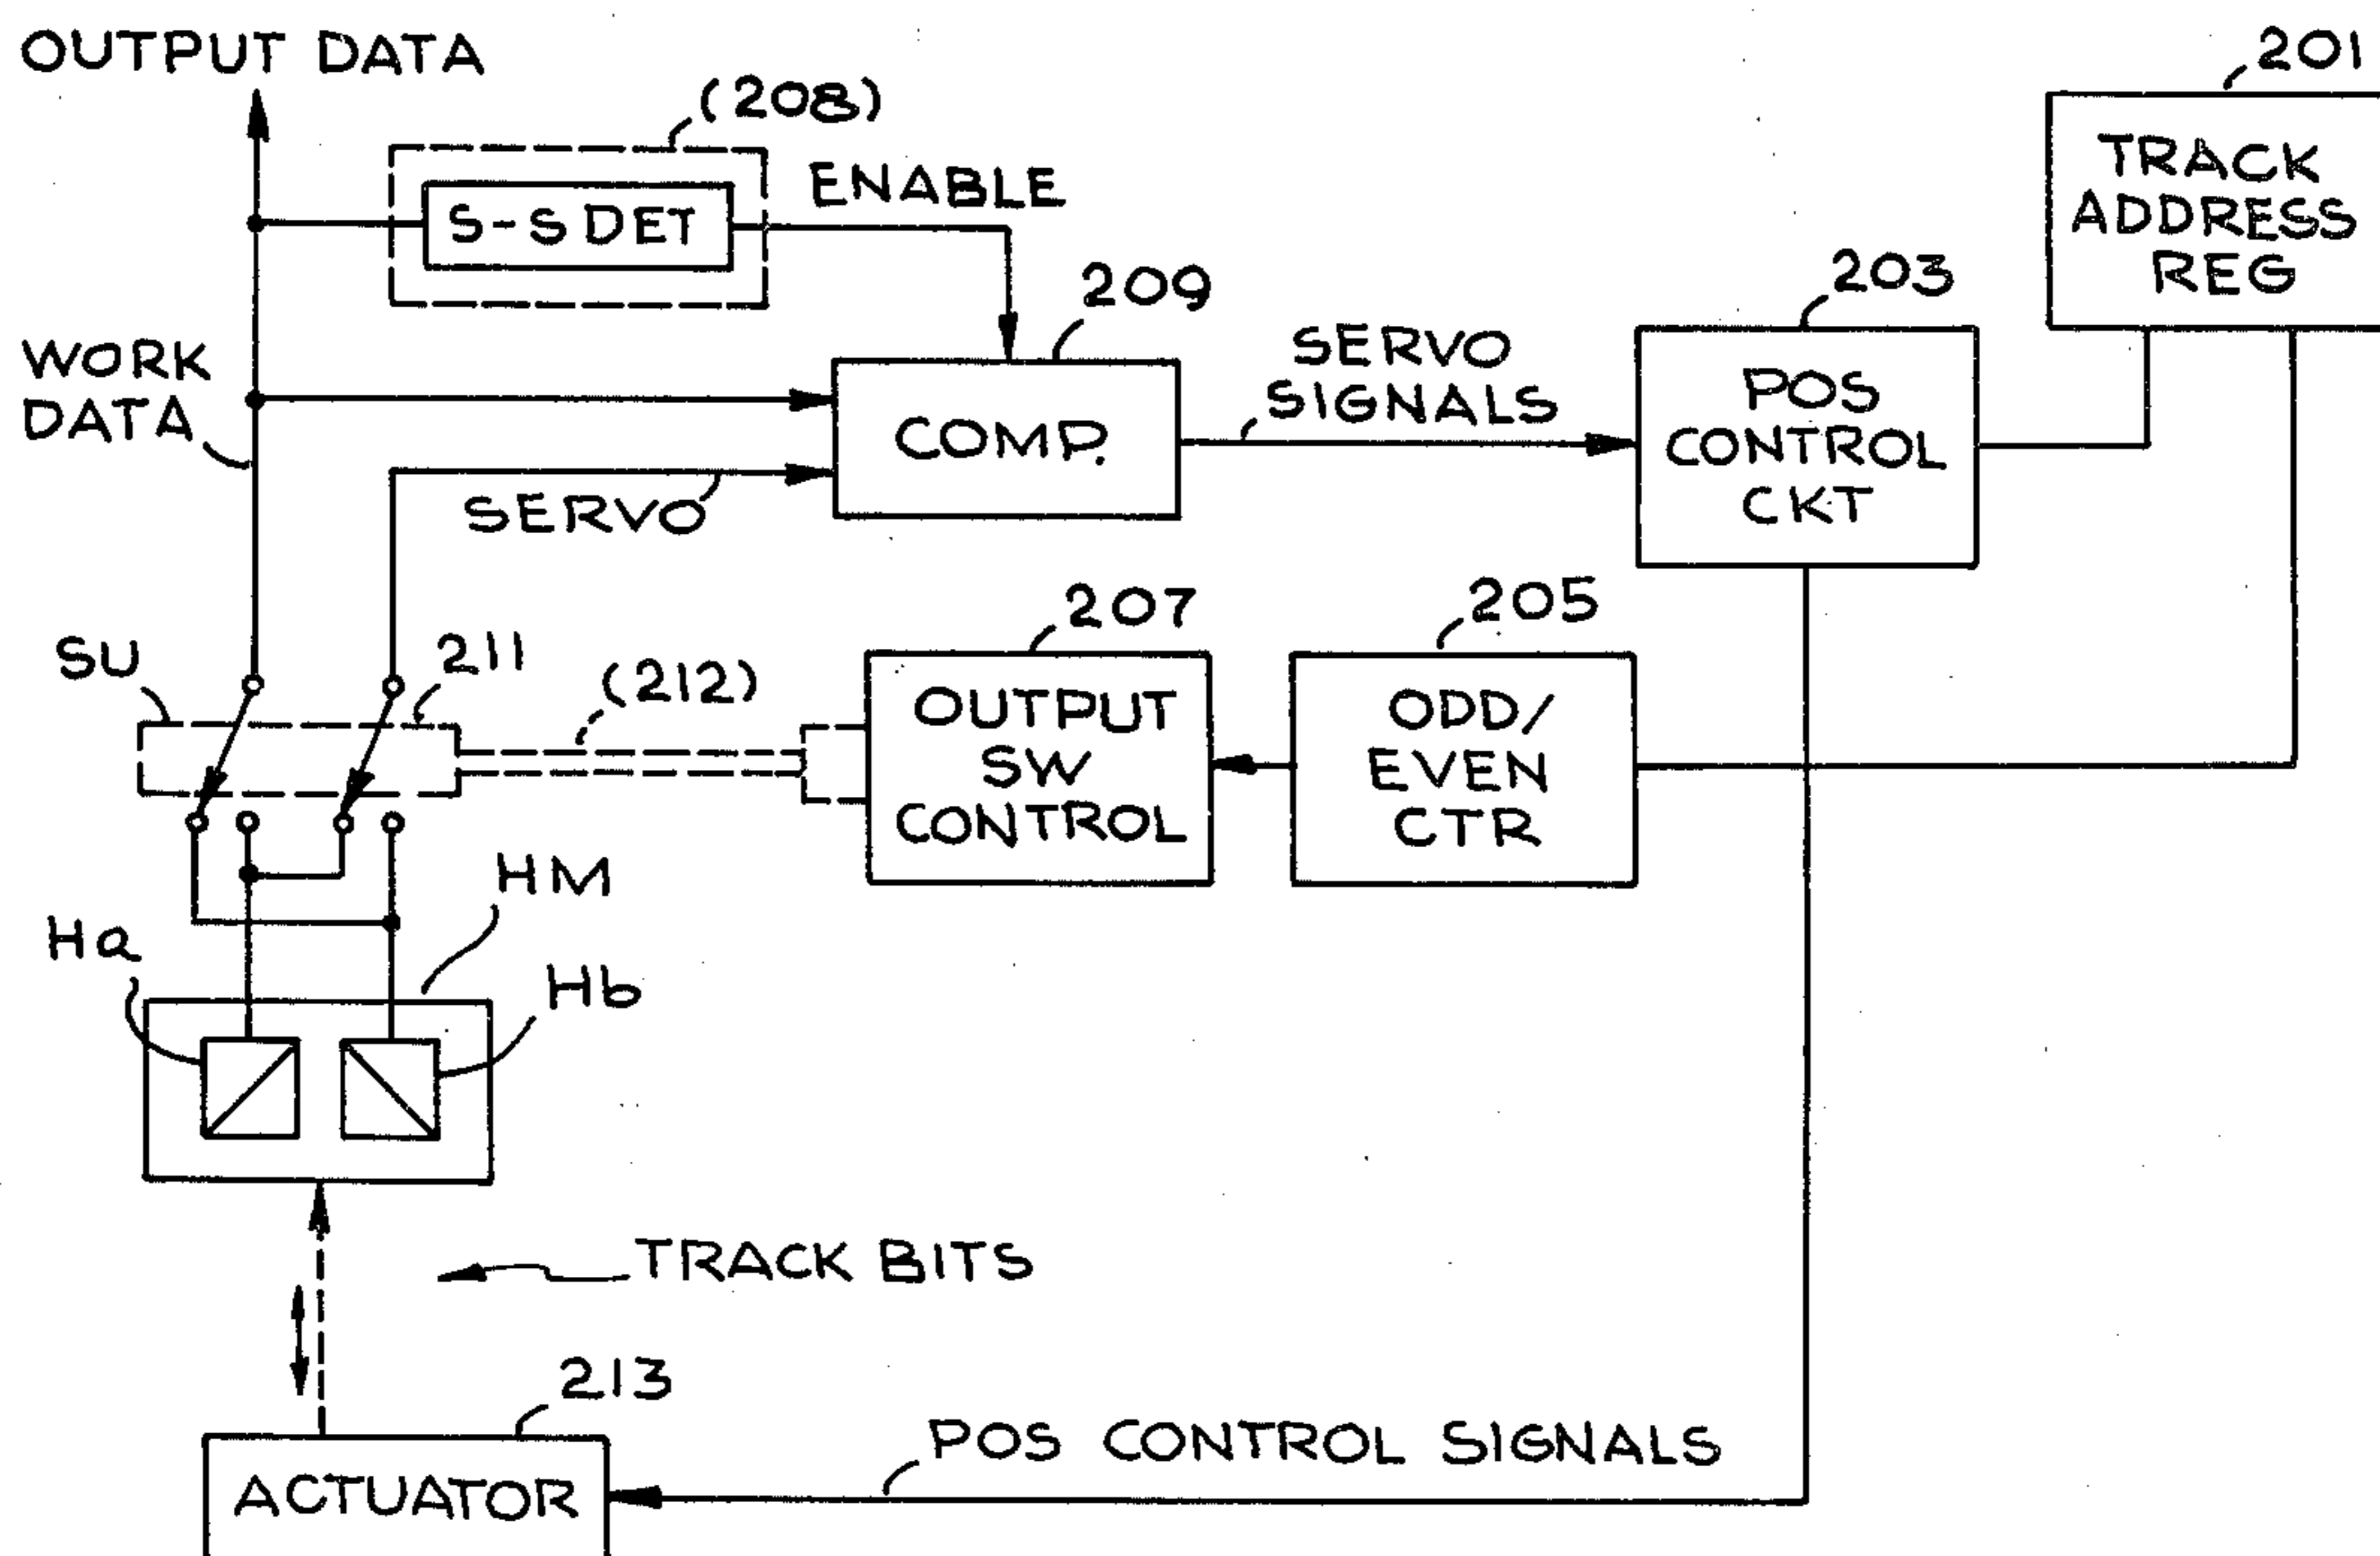 OUTPUT DATA
201
(208)
TRACK
ADDRESS
REG
ENABLE
S-S DET
209
203
WORK
DATA
SERVO
SIGNALS
POS
CONTROL
CKT
COMP.
SERVO
207
205
SU
211
(212)
OUTPUT
SW
CONTROL
ODD/
EVEN
CTR
HM
Ha
Hb
TRACK BITS
213
POS CONTROL SIGNALS
ACTUATOR